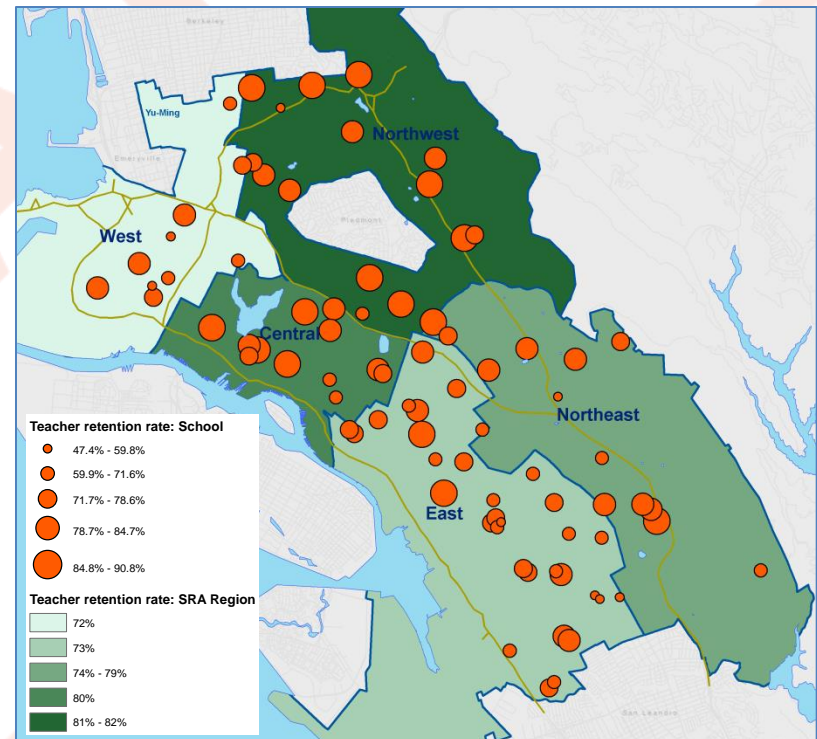 Berkeley
Yu-Ming
Northwest
Emeryville
Piedmont
West
Central
Northeast
East
San Leandro
Teacher retention rate: School
47.4% - 59.8%
59.9% - 71.6%
71.7% - 78.6%
78.7% - 84.7%
84.8% - 90.8%
Teacher retention rate: SRA Region
72%
73%
74% - 79%
80%
81% - 82%